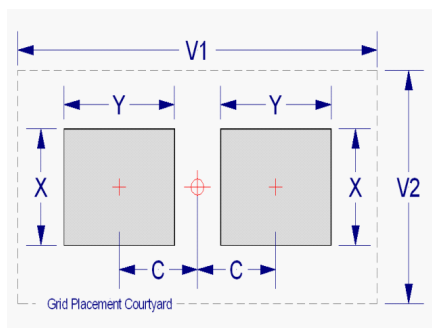 V1
Y Y
X X V2
C C
Grid Placement Courtyard